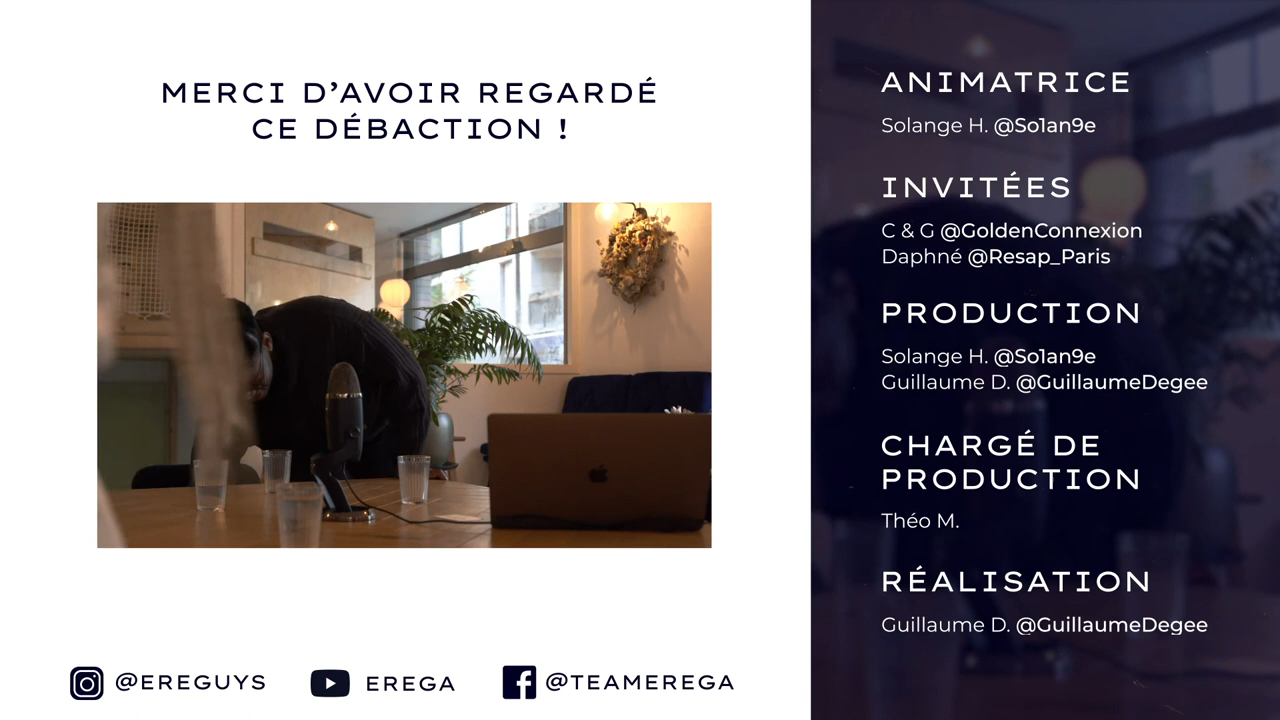 MERCI D’AVOIR REGARDÉ
CE DÉBACTION !
@EREGUYS
EREGA
@TEAMEREGA
ANIMATRICE
Solange H. @So1an9e
INVITÉES
C & G @GoldenConnexion
Daphné @Resap_Paris
PRODUCTION
Solange H. @So1an9e
Guillaume D. @GuillaumeDegee
CHARGÉ DE
PRODUCTION
Théo M.
RÉALISATION
Guillaume D. @GuillaumeDegee